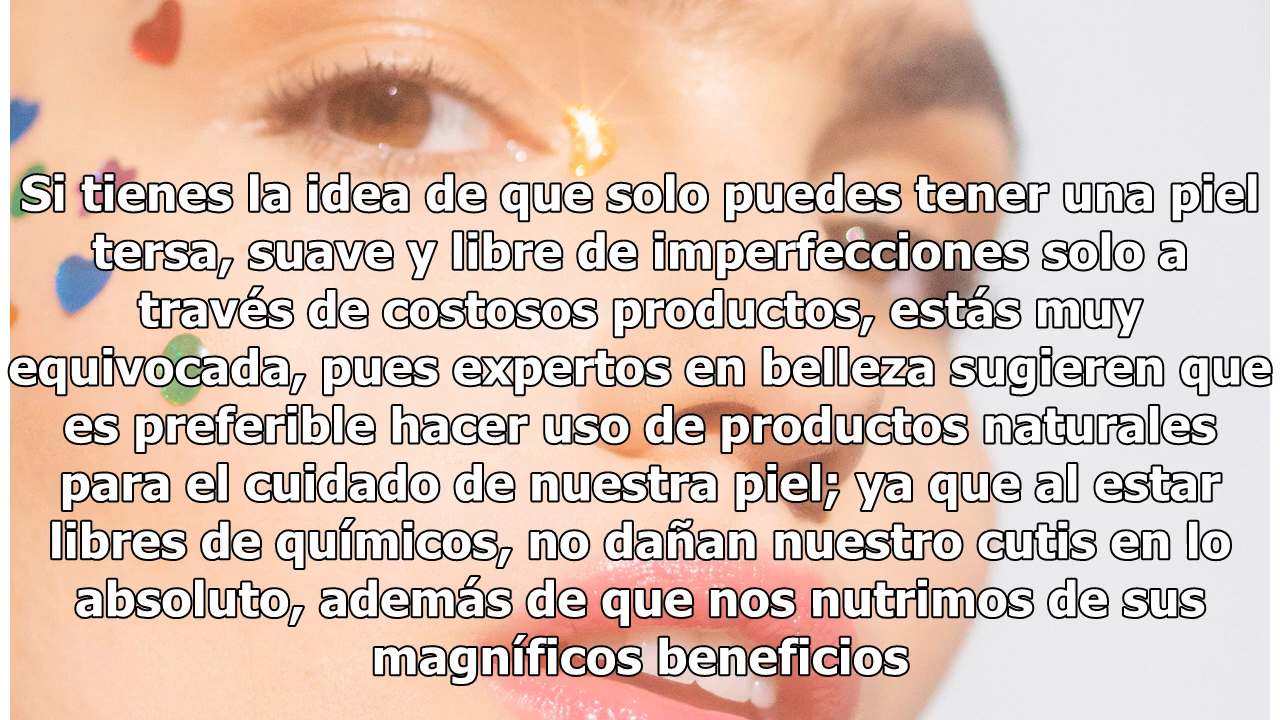 Si tienes la idea de que solo puedes tener una piel
tersa, suave y libre de imperfecciones solo a
través de costosos productos, estás muy
equivocada, pues expertos en belleza sugieren que
es preferible hacer uso de productos naturales
para el cuidado de nuestra piel; ya que al estar
libres de químicos, no dañan nuestro cutis en lo
absoluto, además de que nos nutrimos de sus
magníficos beneficios